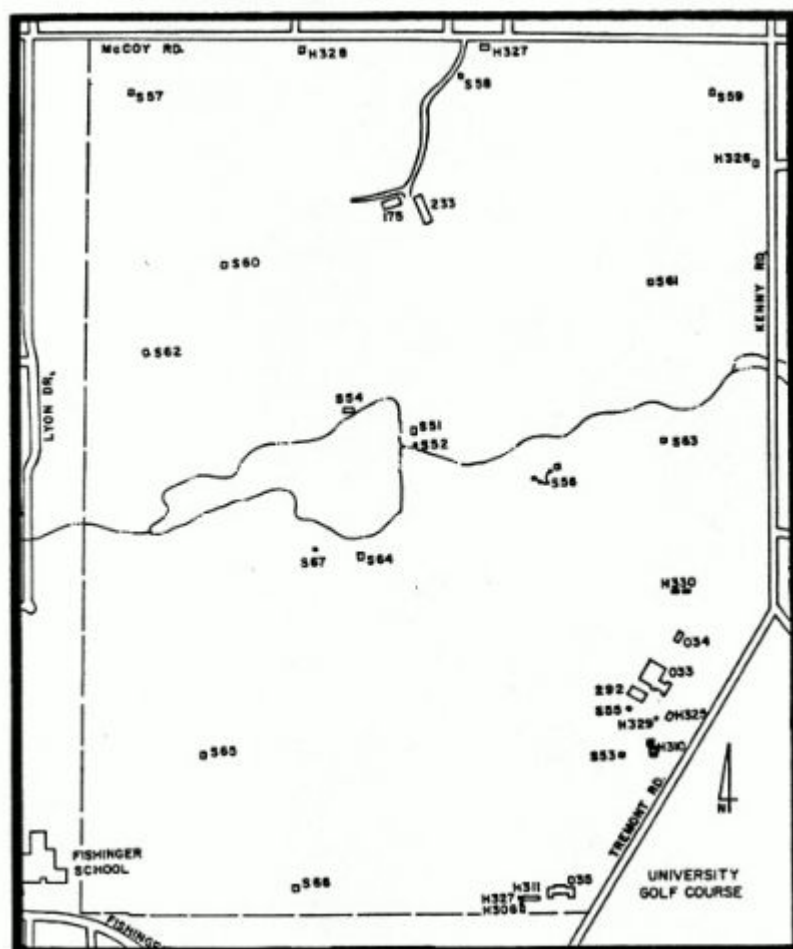 McCOY RD.
H328
H327
S58
S57
S59
H326
175
233
S60
S61
KENNY RD.
S62
LYON DR.
S54
S51
S52
S63
S56
S67
S64
H330
034
033
292
S55
H329
H325
S65
S53
H310
TREMONT RD.
N
FISHINGER
SCHOOL
UNIVERSITY
GOLF COURSE
S66
H311
035
H327
H306
FISHINGER